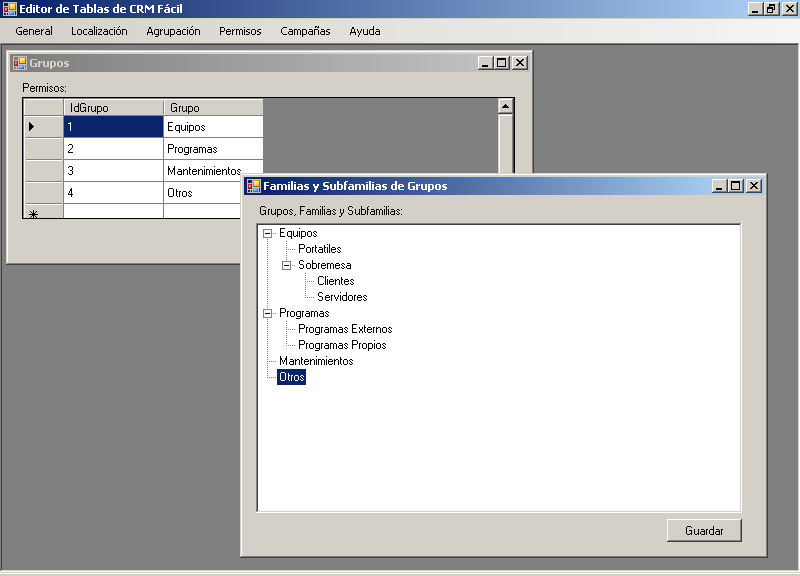 Editor de Tablas de CRM Fácil
General Localización Agrupación Permisos Campañas Ayuda
Grupos
Permisos:
IdGrupo Grupo
1 Equipos
2 Programas
3 Mantenimientos
4 Otros
Familias y Subfamilias de Grupos
Grupos, Familias y Subfamilias:
Equipos
Portatiles
Sobremesa
Clientes
Servidores
Programas
Programas Externos
Programas Propios
Mantenimientos
Otros
Guardar